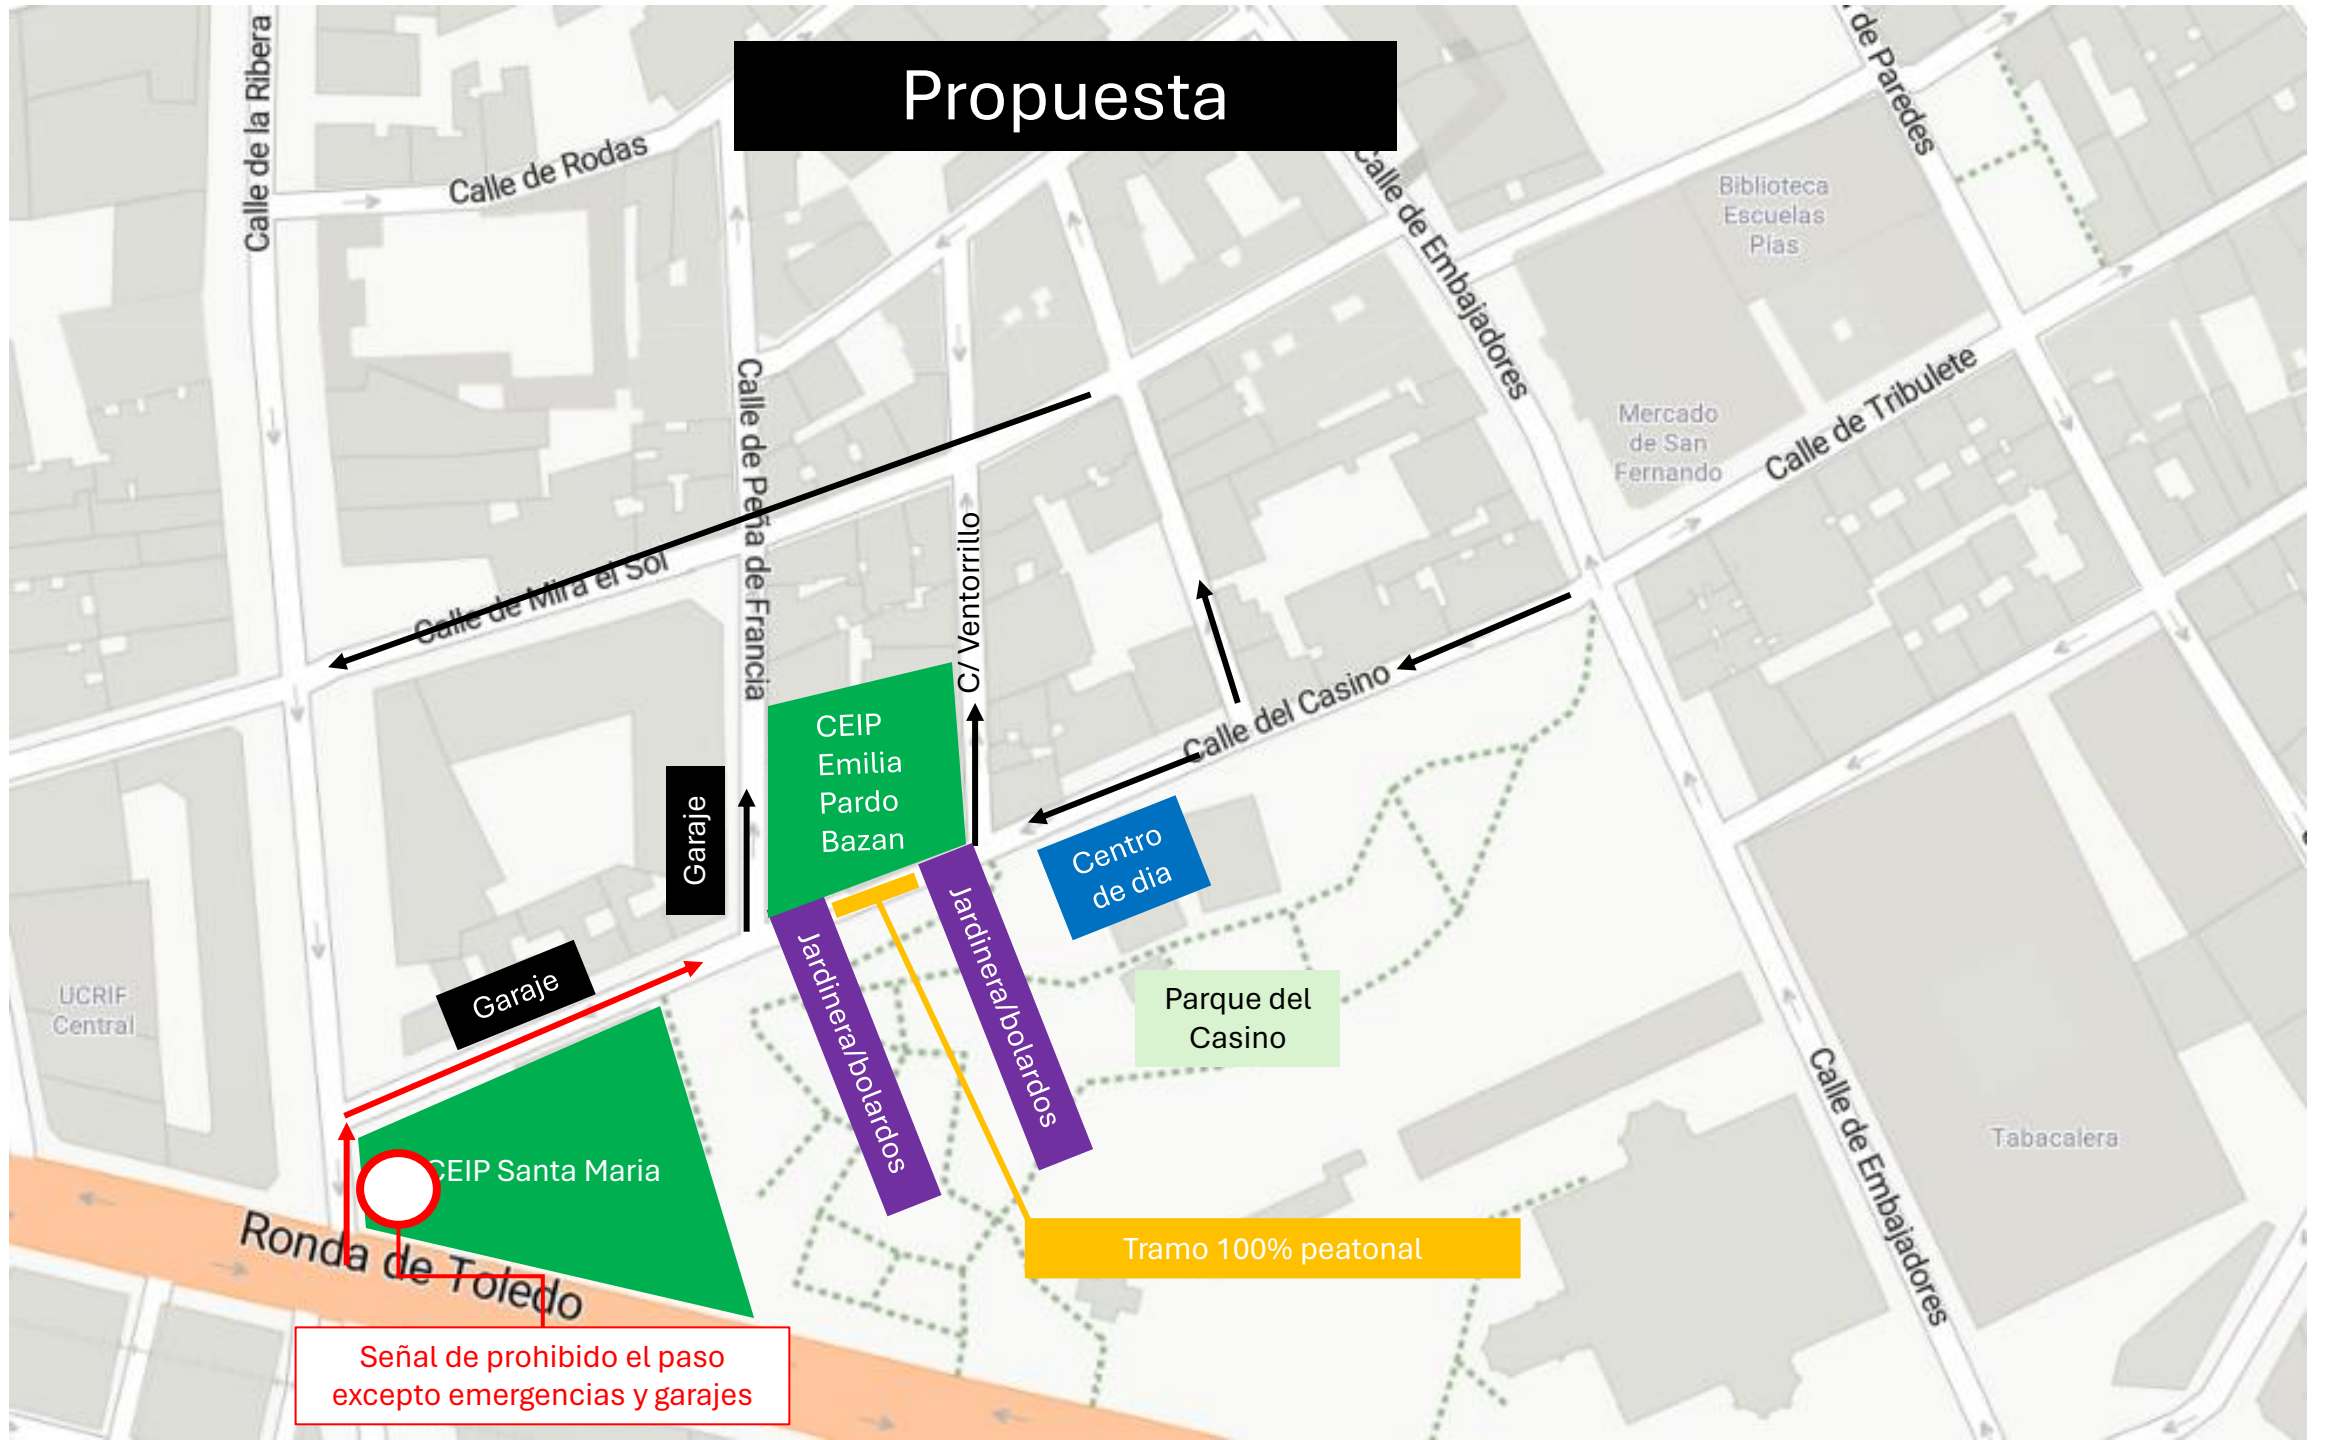 Propuesta
Calle de la Ribera
Calle de Rodas
de Paredes
Calle de Embajadores
Biblioteca
Escuelas
Pías
Calle de Tribulete
Mercado
de San
Fernando
Calle de Peña de Francia
Calle de Mira el Sol
C/ Ventorrillo
Calle del Casino
CEIP
Emilia
Pardo
Bazan
Garaje
Centro
de dia
Garaje
Jardinera/bolardos
Jardinera/bolardos
UCRIF
Central
Parque del
Casino
Calle de Embajadores
Tabacalera
CEIP Santa Maria
Ronda de Toledo
Tramo 100% peatonal
Señal de prohibido el paso
excepto emergencias y garajes